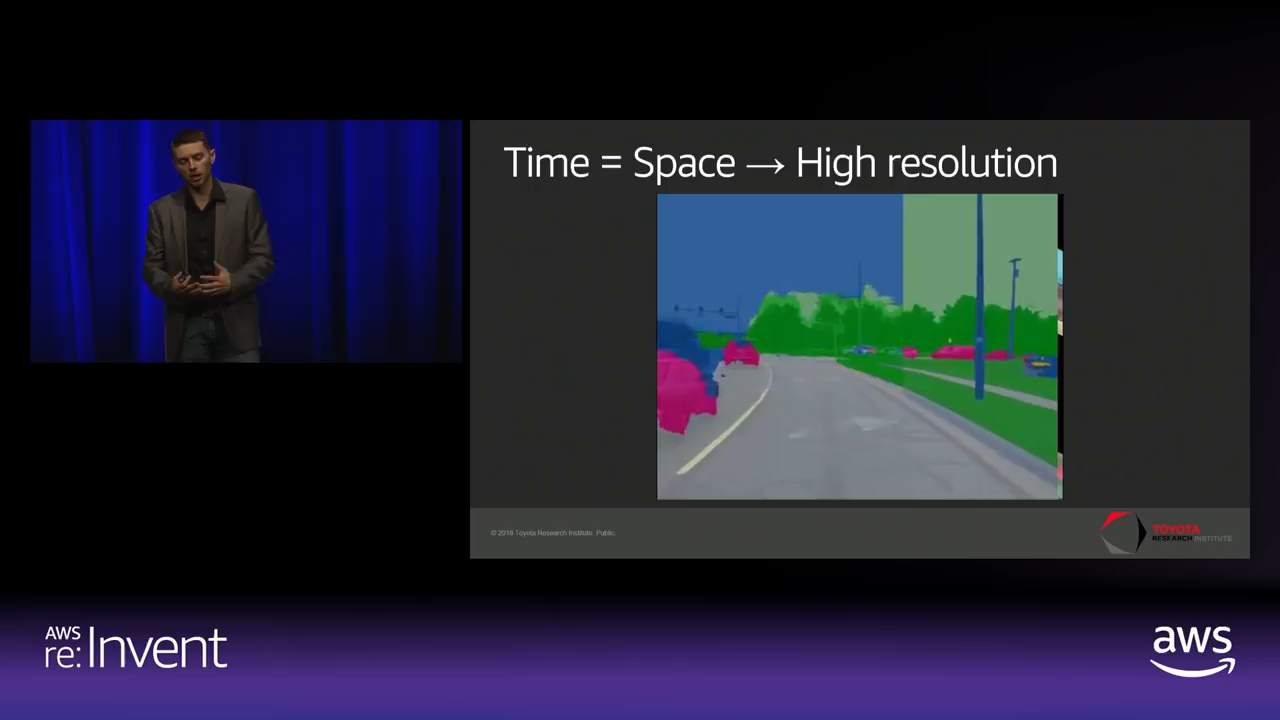 Time = Space → High resolution
© 2018 Toyota Research Institute. Public.
TOYOTA
RESEARCH INSTITUTE
AWS
re:Invent
aws